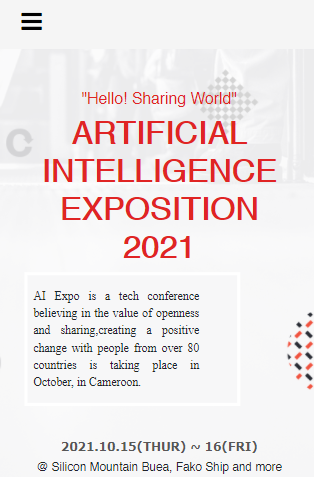 "Hello! Sharing World"
ARTIFICIAL
INTELLIGENCE
EXPOSITION
2021
AI Expo is a tech conference
believing in the value of openness
and sharing,creating a positive
change with people from over 80
countries is taking place in
October, in Cameroon.
2021.10.15(THUR) ~ 16(FRI)
@ Silicon Mountain Buea, Fako Ship and more